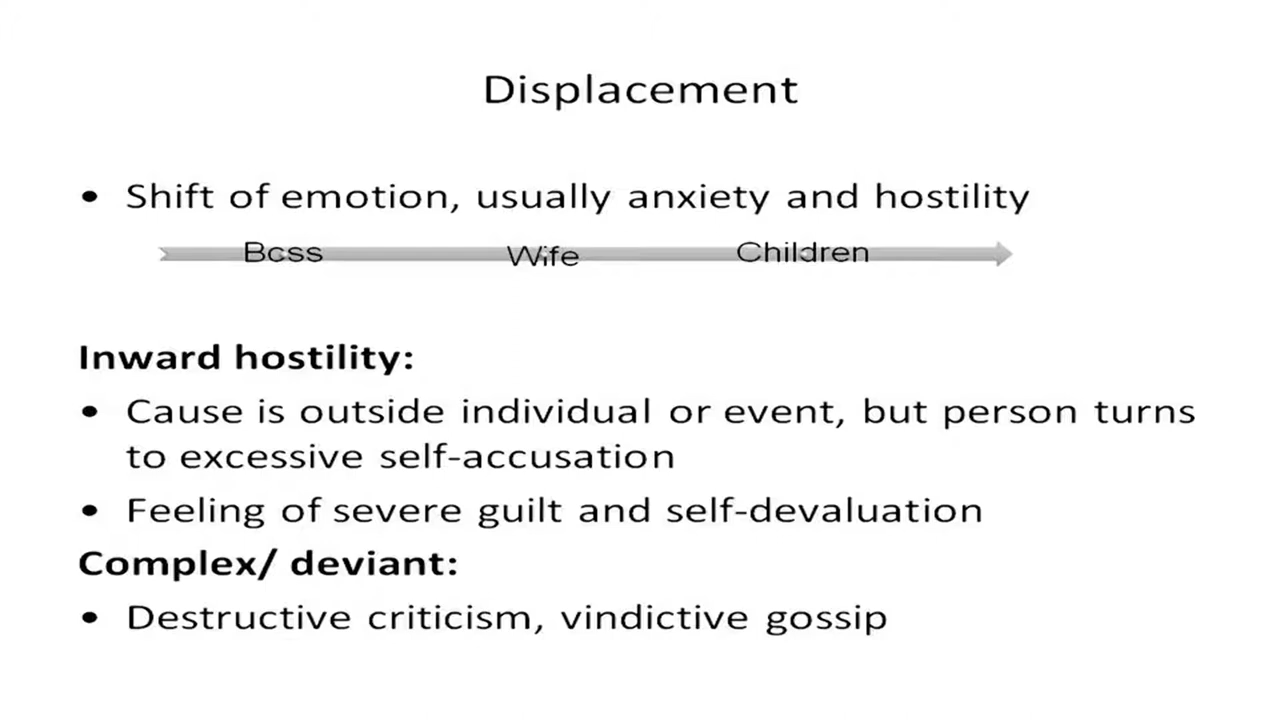 Displacement
• Shift of emotion, usually anxiety and hostility
Boss Wife Children
Inward hostility:
• Cause is outside individual or event, but person turns
to excessive self-accusation
• Feeling of severe guilt and self-devaluation
Complex/ deviant:
• Destructive criticism, vindictive gossip